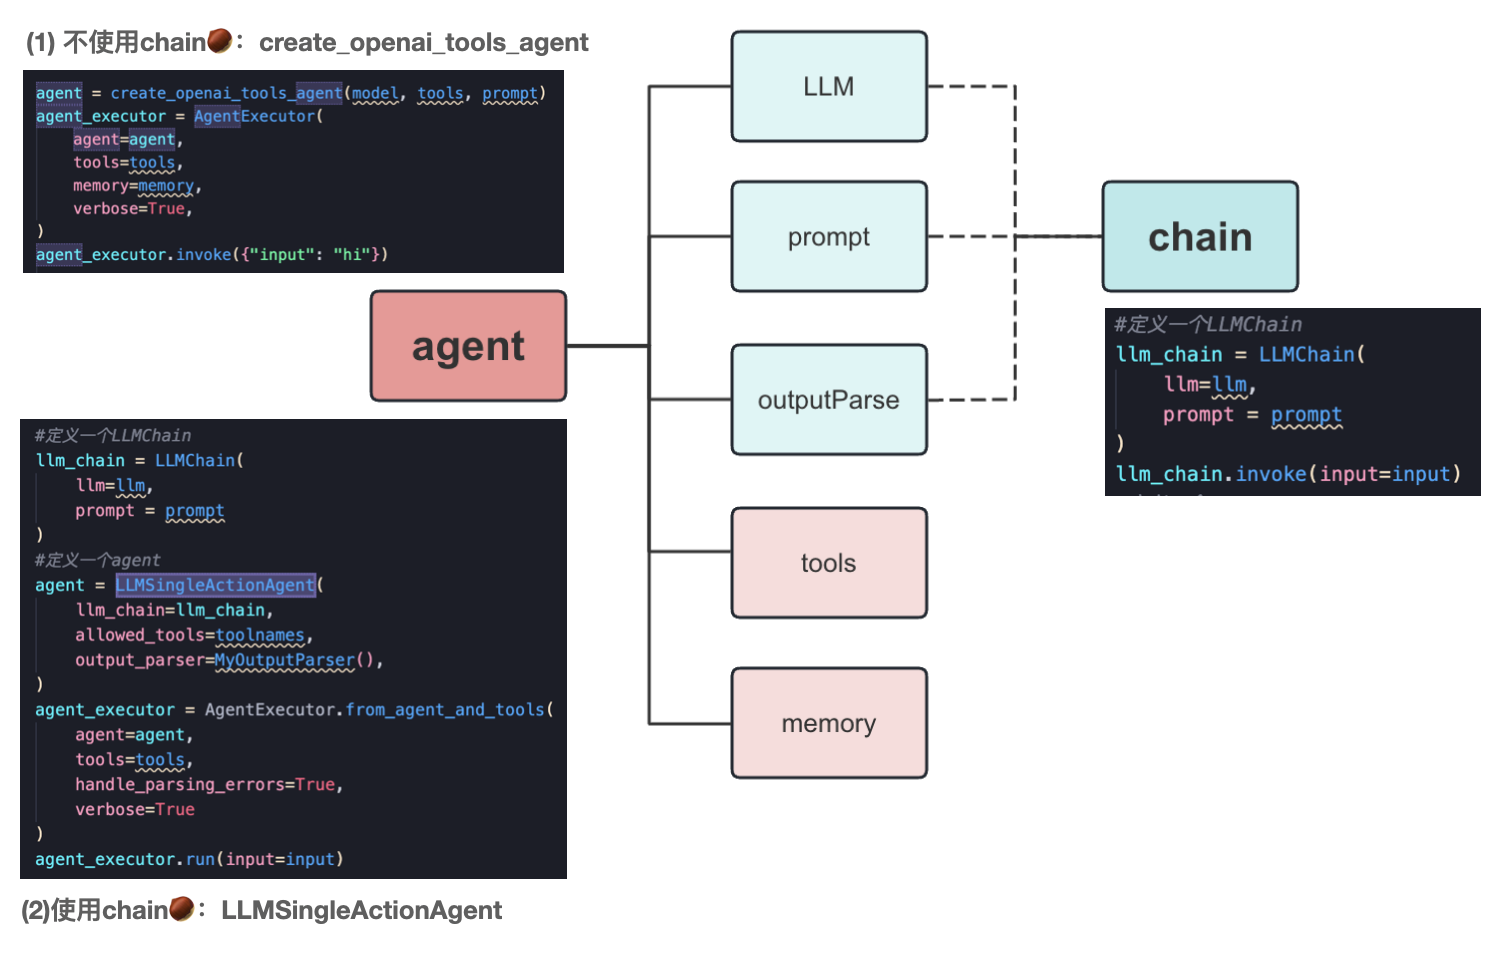 (1) 不使用chain🌰：create_openai_tools_agent
agent = create_openai_tools_agent(model, tools, prompt)
agent_executor = AgentExecutor(
agent=agent,
tools=tools,
memory=memory,
verbose=True,
)
agent_executor.invoke({"input": "hi"})
agent
#定义一个LLMChain
llm_chain = LLMChain(
llm=llm,
prompt = prompt
)
#定义一个agent
agent = LLMSingleActionAgent(
llm_chain=llm_chain,
allowed_tools=toolnames,
output_parser=MyOutputParser(),
)
agent_executor = AgentExecutor.from_agent_and_tools(
agent=agent,
tools=tools,
handle_parsing_errors=True,
verbose=True
)
agent_executor.run(input=input)
(2)使用chain🌰：LLMSingleActionAgent
LLM
prompt
outputParse
tools
memory
chain
#定义一个LLMChain
llm_chain = LLMChain(
llm=llm,
prompt = prompt
)
llm_chain.invoke(input=input)